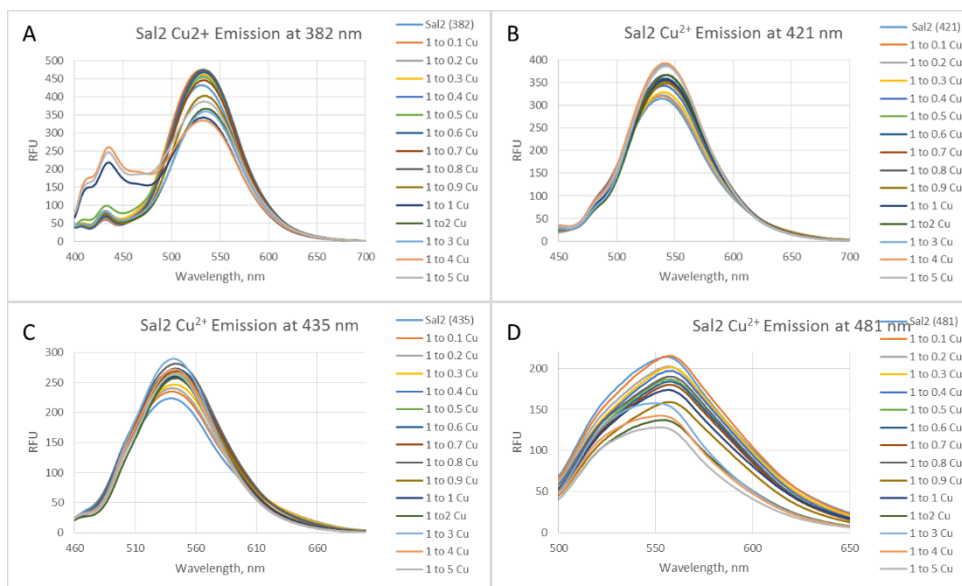 A
Sal2 Cu2+ Emission at 382 nm
RFU
500
450
400
350
300
250
200
150
100
50
0
400 450 500 550 600 650 700
Wavelength, nm
Sal2 (382)
1 to 0.1 Cu
1 to 0.2 Cu
1 to 0.3 Cu
1 to 0.4 Cu
1 to 0.5 Cu
1 to 0.6 Cu
1 to 0.7 Cu
1 to 0.8 Cu
1 to 0.9 Cu
1 to 1 Cu
1 to2 Cu
1 to 3 Cu
1 to 4 Cu
1 to 5 Cu
B
Sal2 Cu²⁺ Emission at 421 nm
RFU
400
350
300
250
200
150
100
50
0
450 500 550 600 650 700
Wavelength, nm
Sal2 (421)
1 to 0.1 Cu
1 to 0.2 Cu
1 to 0.3 Cu
1 to 0.4 Cu
1 to 0.5 Cu
1 to 0.6 Cu
1 to 0.7 Cu
1 to 0.8 Cu
1 to 0.9 Cu
1 to 1 Cu
1 to2 Cu
1 to 3 Cu
1 to 4 Cu
1 to 5 Cu
C
Sal2 Cu²⁺ Emission at 435 nm
RFU
300
250
200
150
100
50
0
460 510 560 610 660
Wavelength, nm
Sal2 (435)
1 to 0.1 Cu
1 to 0.2 Cu
1 to 0.3 Cu
1 to 0.4 Cu
1 to 0.5 Cu
1 to 0.6 Cu
1 to 0.7 Cu
1 to 0.8 Cu
1 to 0.9 Cu
1 to 1 Cu
1 to2 Cu
1 to 3 Cu
1 to 4 Cu
1 to 5 Cu
D
Sal2 Cu²⁺ Emission at 481 nm
RFU
200
150
100
50
0
500 550 600 650
Wavelength, nm
Sal2 (481)
1 to 0.1 Cu
1 to 0.2 Cu
1 to 0.3 Cu
1 to 0.4 Cu
1 to 0.5 Cu
1 to 0.6 Cu
1 to 0.7 Cu
1 to 0.8 Cu
1 to 0.9 Cu
1 to 1 Cu
1 to2 Cu
1 to 3 Cu
1 to 4 Cu
1 to 5 Cu